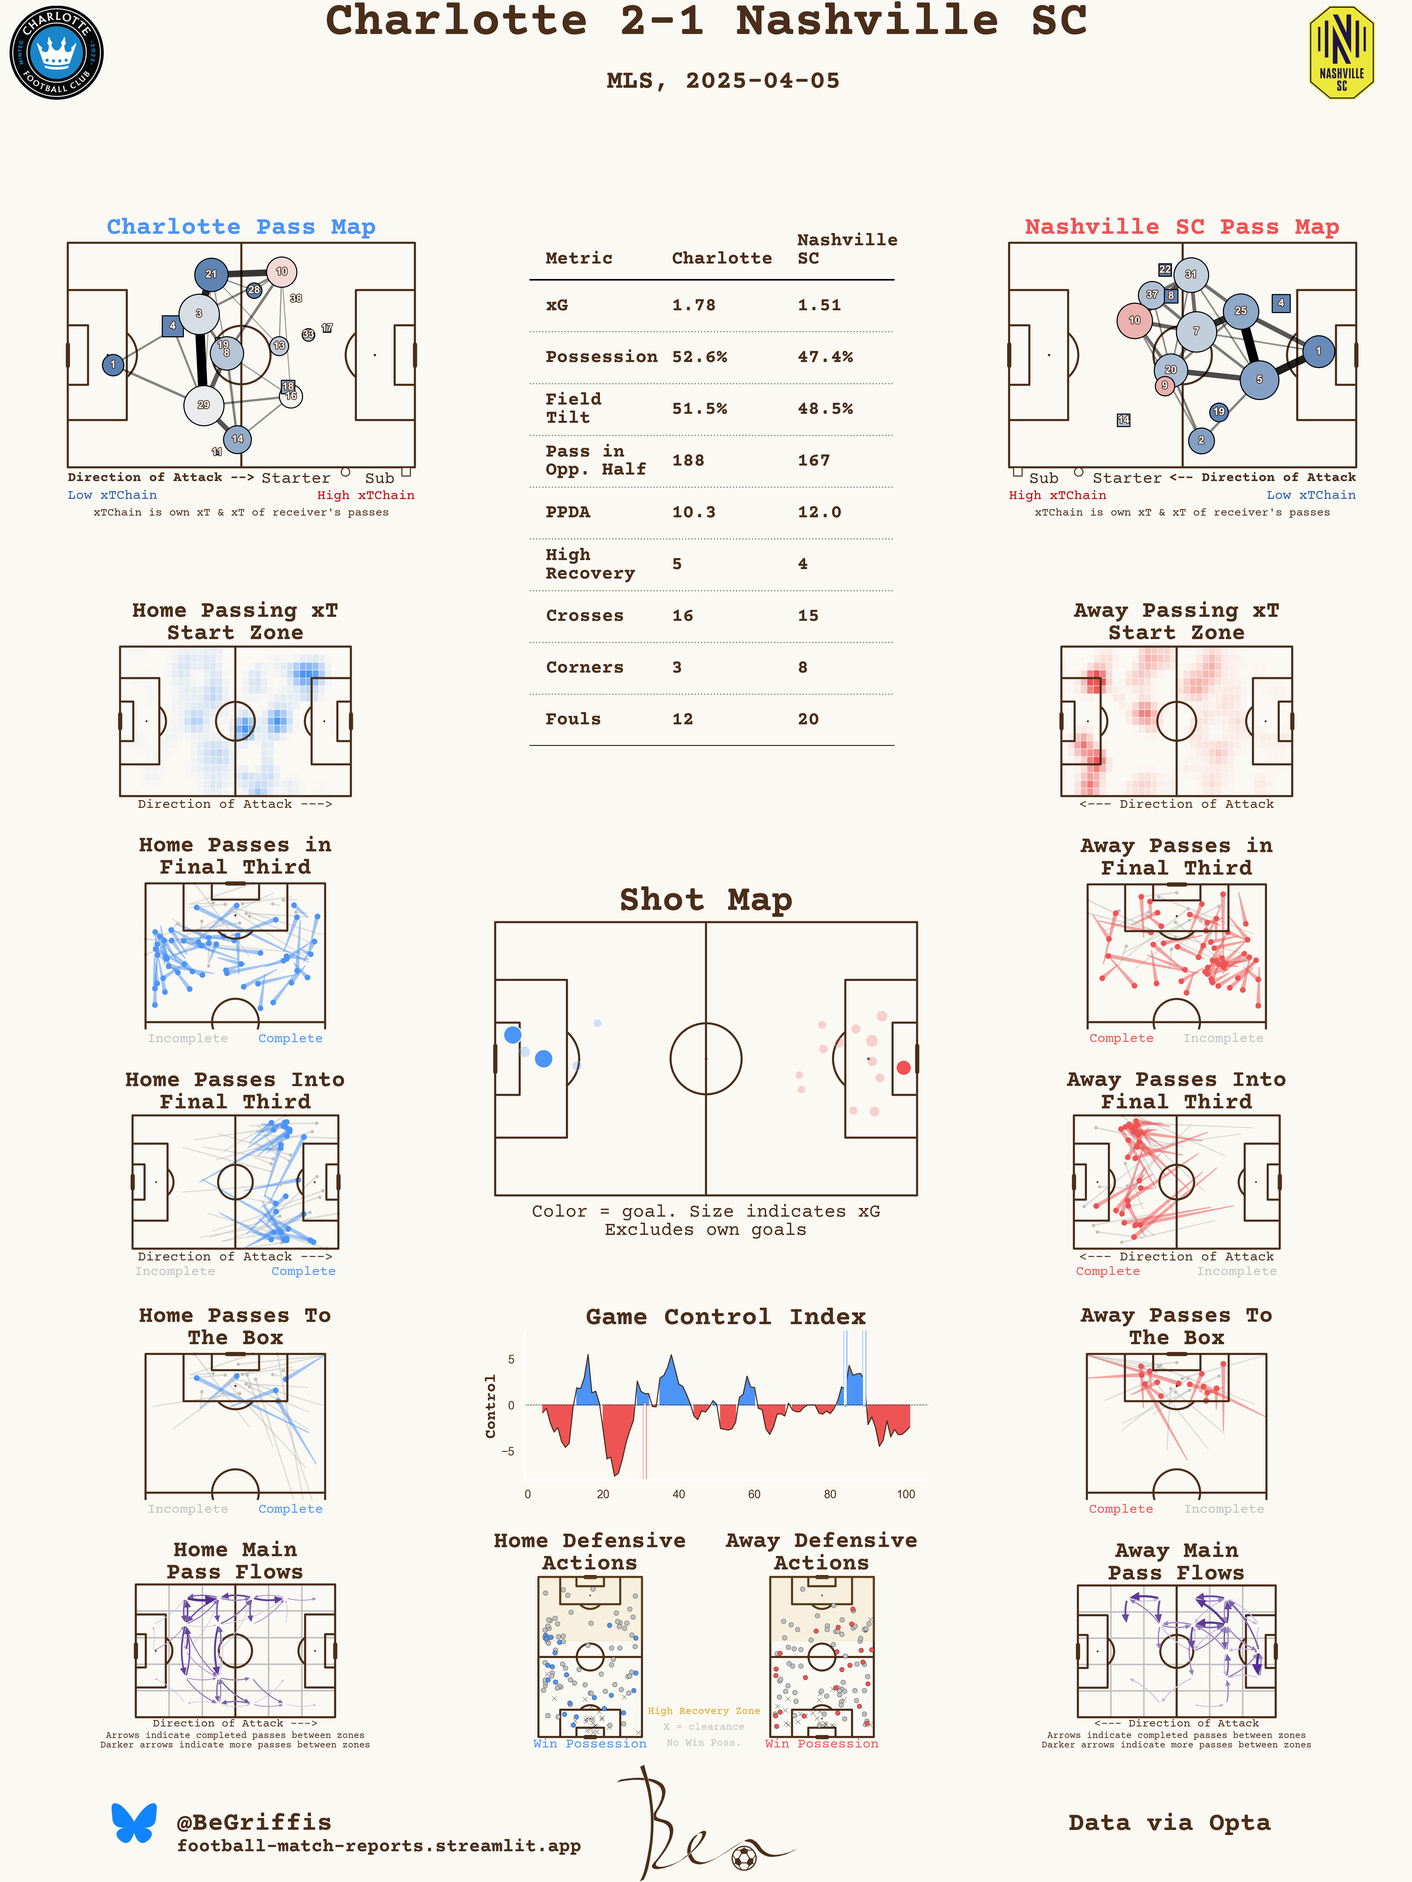 Charlotte 2-1 Nashville SC
MLS, 2025-04-05
CHARLOTTE
MINTED
2022
FOOTBALL CLUB
N
NASHVILLE
SC
Charlotte Pass Map
21
10
28
38
3
4
33
17
19
8
13
1
18
16
29
14
11
Direction of Attack --> Starter Sub
Low xTChain High xTChain
xTChain is own xT & xT of receiver's passes
Metric Charlotte Nashville SC
xG 1.78 1.51
Possession 52.6% 47.4%
Field Tilt 51.5% 48.5%
Pass in Opp. Half 188 167
PPDA 10.3 12.0
High Recovery 5 4
Crosses 16 15
Corners 3 8
Fouls 12 20
Nashville SC Pass Map
22
31
37
8
4
10
25
7
1
20
5
9
19
14
2
Sub Starter <-- Direction of Attack
High xTChain Low xTChain
xTChain is own xT & xT of receiver's passes
Home Passing xT
Start Zone
Direction of Attack --->
Away Passing xT
Start Zone
<--- Direction of Attack
Home Passes in
Final Third
Incomplete Complete
Away Passes in
Final Third
Complete Incomplete
Shot Map
Color = goal. Size indicates xG
Excludes own goals
Home Passes Into
Final Third
Direction of Attack --->
Incomplete Complete
Away Passes Into
Final Third
<--- Direction of Attack
Complete Incomplete
Home Passes To
The Box
Incomplete Complete
Game Control Index
Control
5
0
−5
0 20 40 60 80 100
Away Passes To
The Box
Complete Incomplete
Home Main
Pass Flows
Direction of Attack --->
Arrows indicate completed passes between zones
Darker arrows indicate more passes between zones
Home Defensive
Actions
Win Possession
Away Defensive
Actions
Win Possession
High Recovery Zone
X = clearance
No Win Poss.
Away Main
Pass Flows
<--- Direction of Attack
Arrows indicate completed passes between zones
Darker arrows indicate more passes between zones
@BeGriffis
football-match-reports.streamlit.app
Ben
Data via Opta